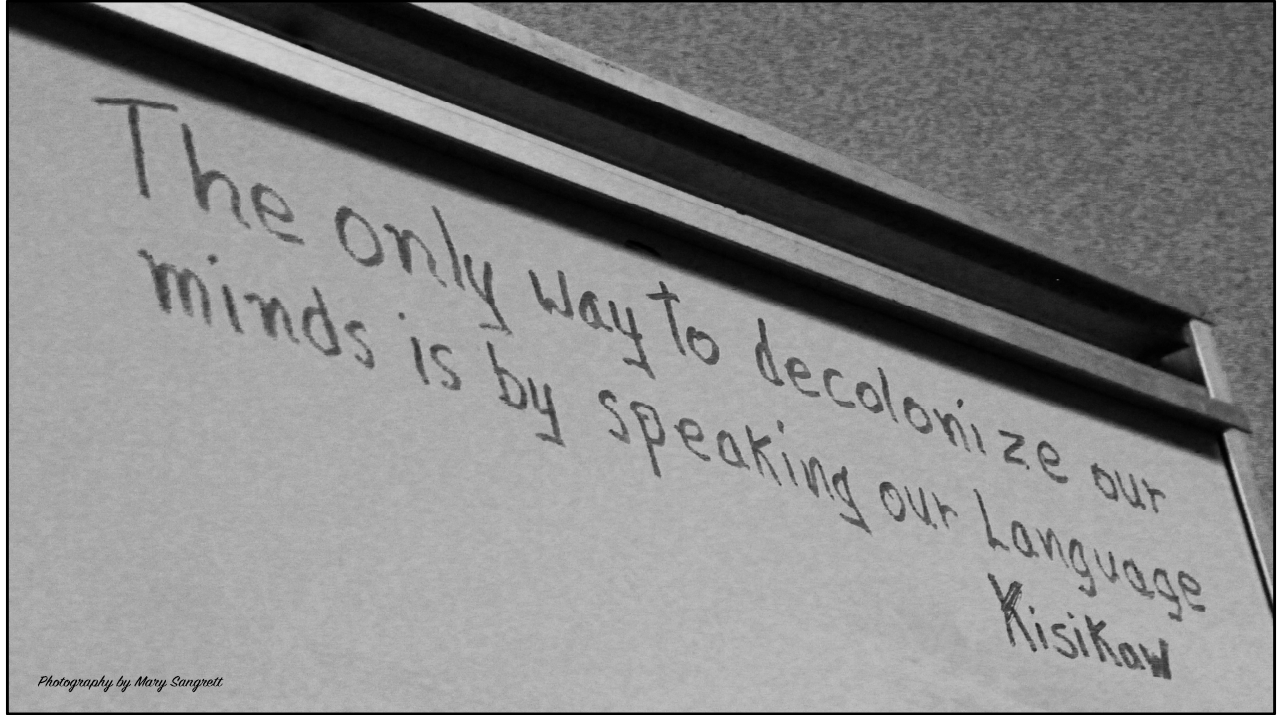 The only way to decolonize our
minds is by speaking our Language
Kisikaw
Photography by Mary Sangrett